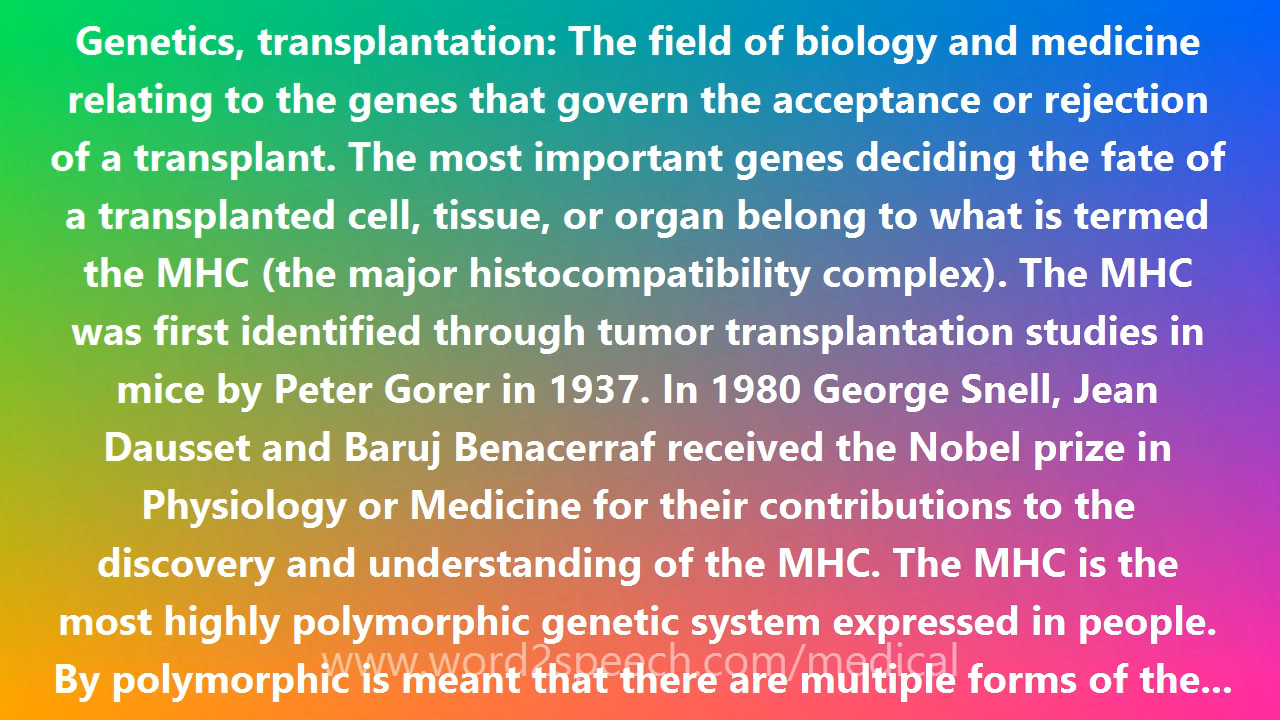 Genetics, transplantation: The field of biology and medicine
relating to the genes that govern the acceptance or rejection
of a transplant. The most important genes deciding the fate of
a transplanted cell, tissue, or organ belong to what is termed
the MHC (the major histocompatibility complex). The MHC
was first identified through tumor transplantation studies in
mice by Peter Gorer in 1937. In 1980 George Snell, Jean
Dausset and Baruj Benacerraf received the Nobel prize in
Physiology or Medicine for their contributions to the
discovery and understanding of the MHC. The MHC is the
most highly polymorphic genetic system expressed in people.
www.word2speech.com/medical
By polymorphic is meant that there are multiple forms of the...